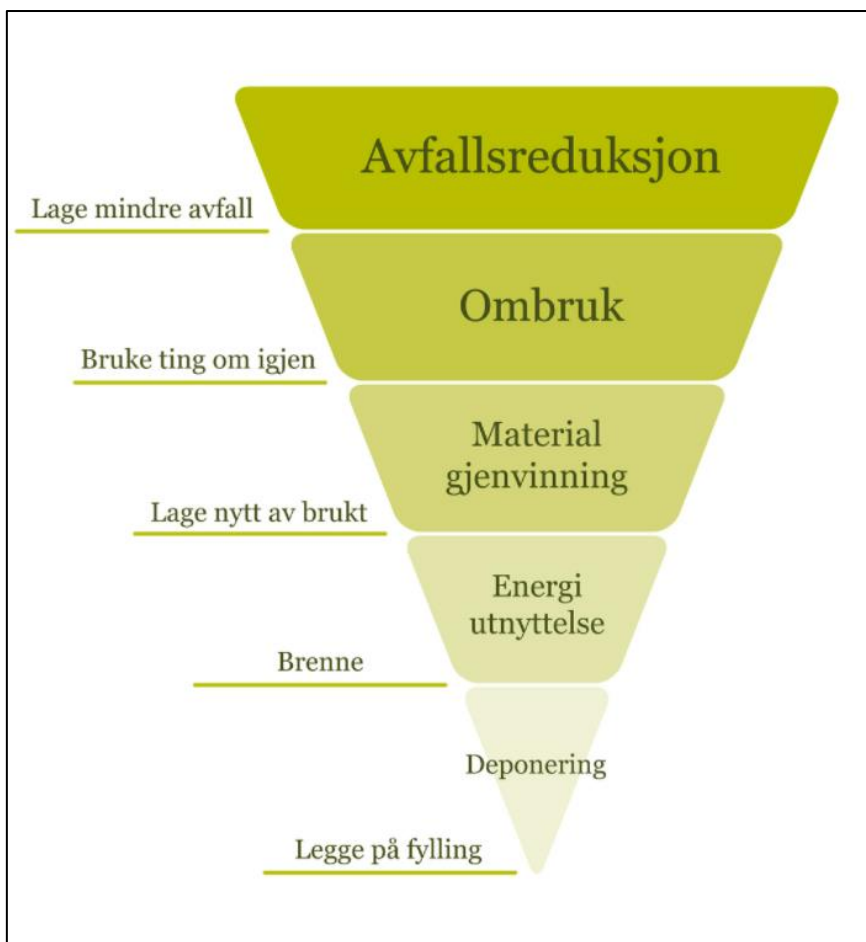 Avfallsreduksjon
Lage mindre avfall
Ombruk
Bruke ting om igjen
Material
gjenvinning
Lage nytt av brukt
Energi
utnyttelse
Brenne
Deponering
Legge på fylling